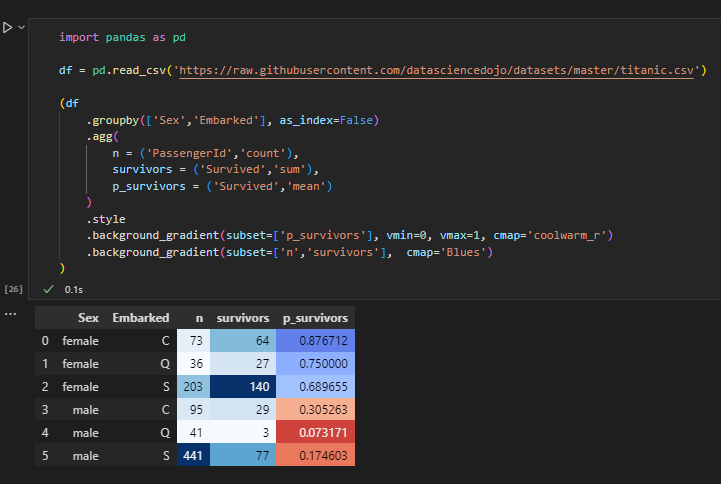 import pandas as pd
df = pd.read_csv('https://raw.githubusercontent.com/datasciencedojo/datasets/master/titanic.csv')
(df
.groupby(['Sex','Embarked'], as_index=False)
.agg(
n = ('PassengerId','count'),
survivors = ('Survived','sum'),
p_survivors = ('Survived','mean')
)
.style
.background_gradient(subset=['p_survivors'], vmin=0, vmax=1, cmap='coolwarm_r')
.background_gradient(subset=['n','survivors'],  cmap='Blues')
)
[26] 0.1s
Sex Embarked n survivors p_survivors
0 female C 73 64 0.876712
1 female Q 36 27 0.750000
2 female S 203 140 0.689655
3 male C 95 29 0.305263
4 male Q 41 3 0.073171
5 male S 441 77 0.174603